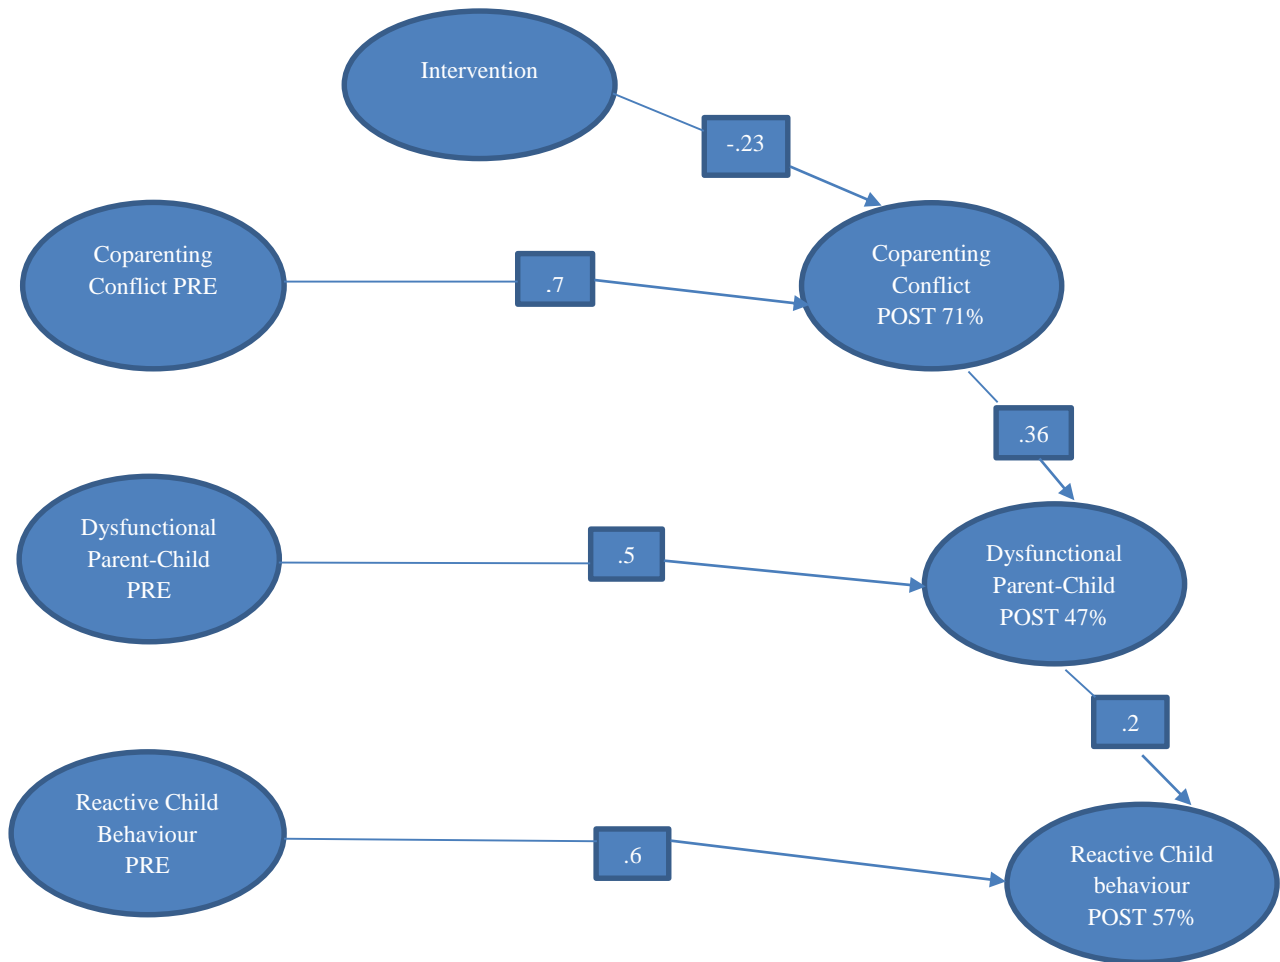 Intervention
-.23
Coparenting
Conflict PRE
.7
Coparenting
Conflict
POST 71%
.36
Dysfunctional
Parent-Child
PRE
.5
Dysfunctional
Parent-Child
POST 47%
.2
Reactive Child
Behaviour
PRE
.6
Reactive Child
behaviour
POST 57%